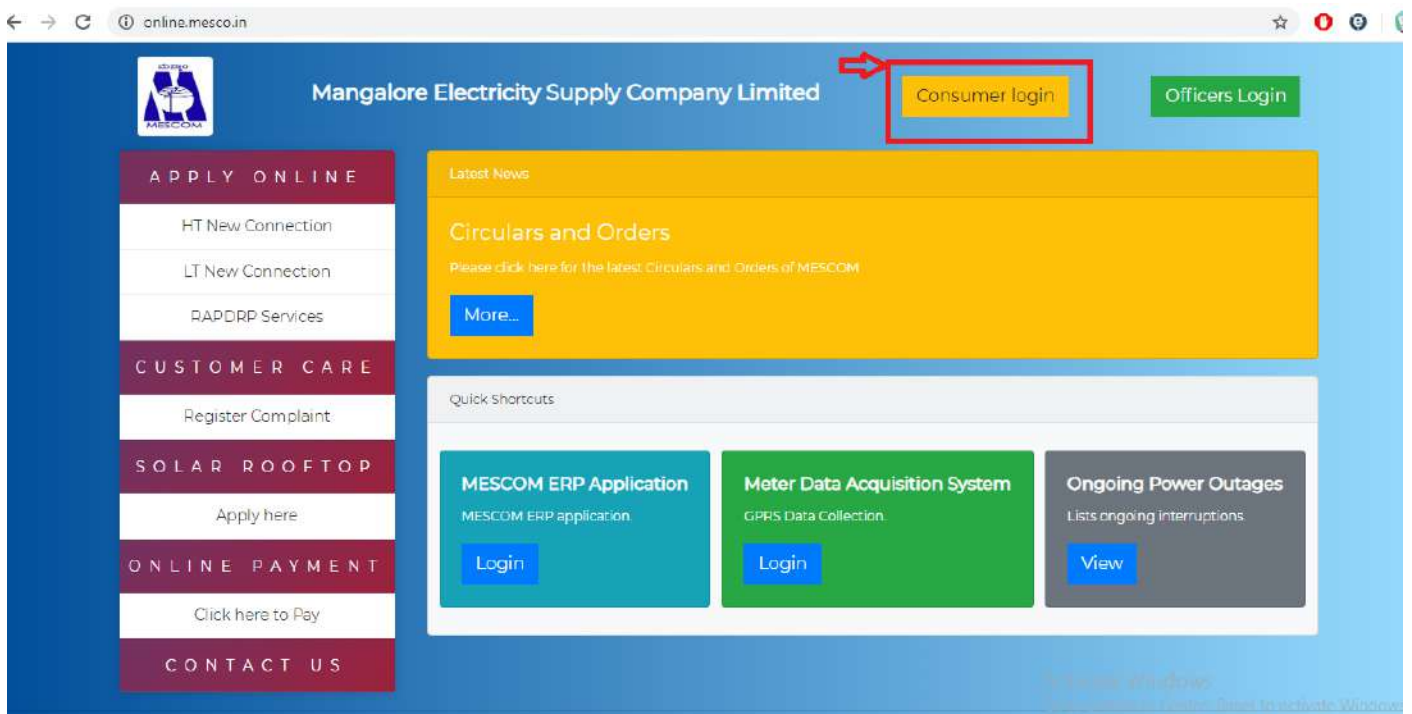 online.mesco.in
MESCOM
Mangalore Electricity Supply Company Limited
Consumer login
Officers Login
APPLY ONLINE
HT New Connection
LT New Connection
RAPDRP Services
CUSTOMER CARE
Register Complaint
SOLAR ROOFTOP
Apply here
ONLINE PAYMENT
Click here to Pay
CONTACT US
Latest News
Circulars and Orders
Please click here for the latest Circulars and Orders of MESCOM
More...
Quick Shortcuts
MESCOM ERP Application
MESCOM ERP application.
Login
Meter Data Acquisition System
GPRS Data Collection.
Login
Ongoing Power Outages
Lists ongoing interruptions
View
to activate Windows